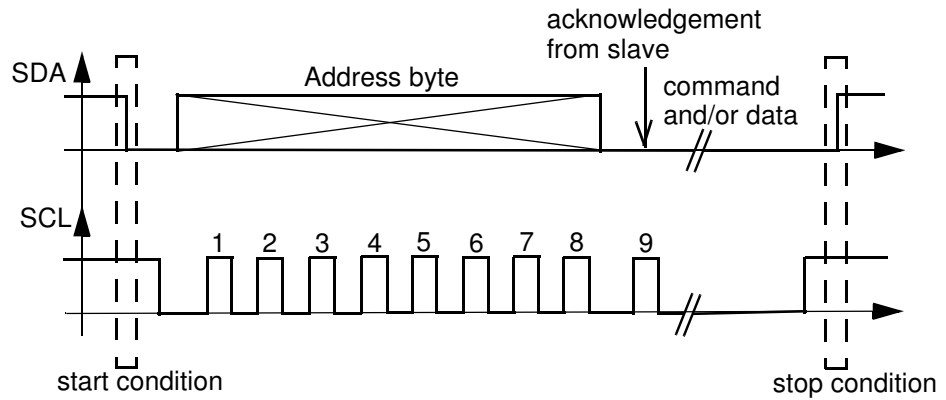 acknowledgement
from slave
SDA
Address byte
command
and/or data
SCL
1 2 3 4 5 6 7 8 9
start condition
stop condition